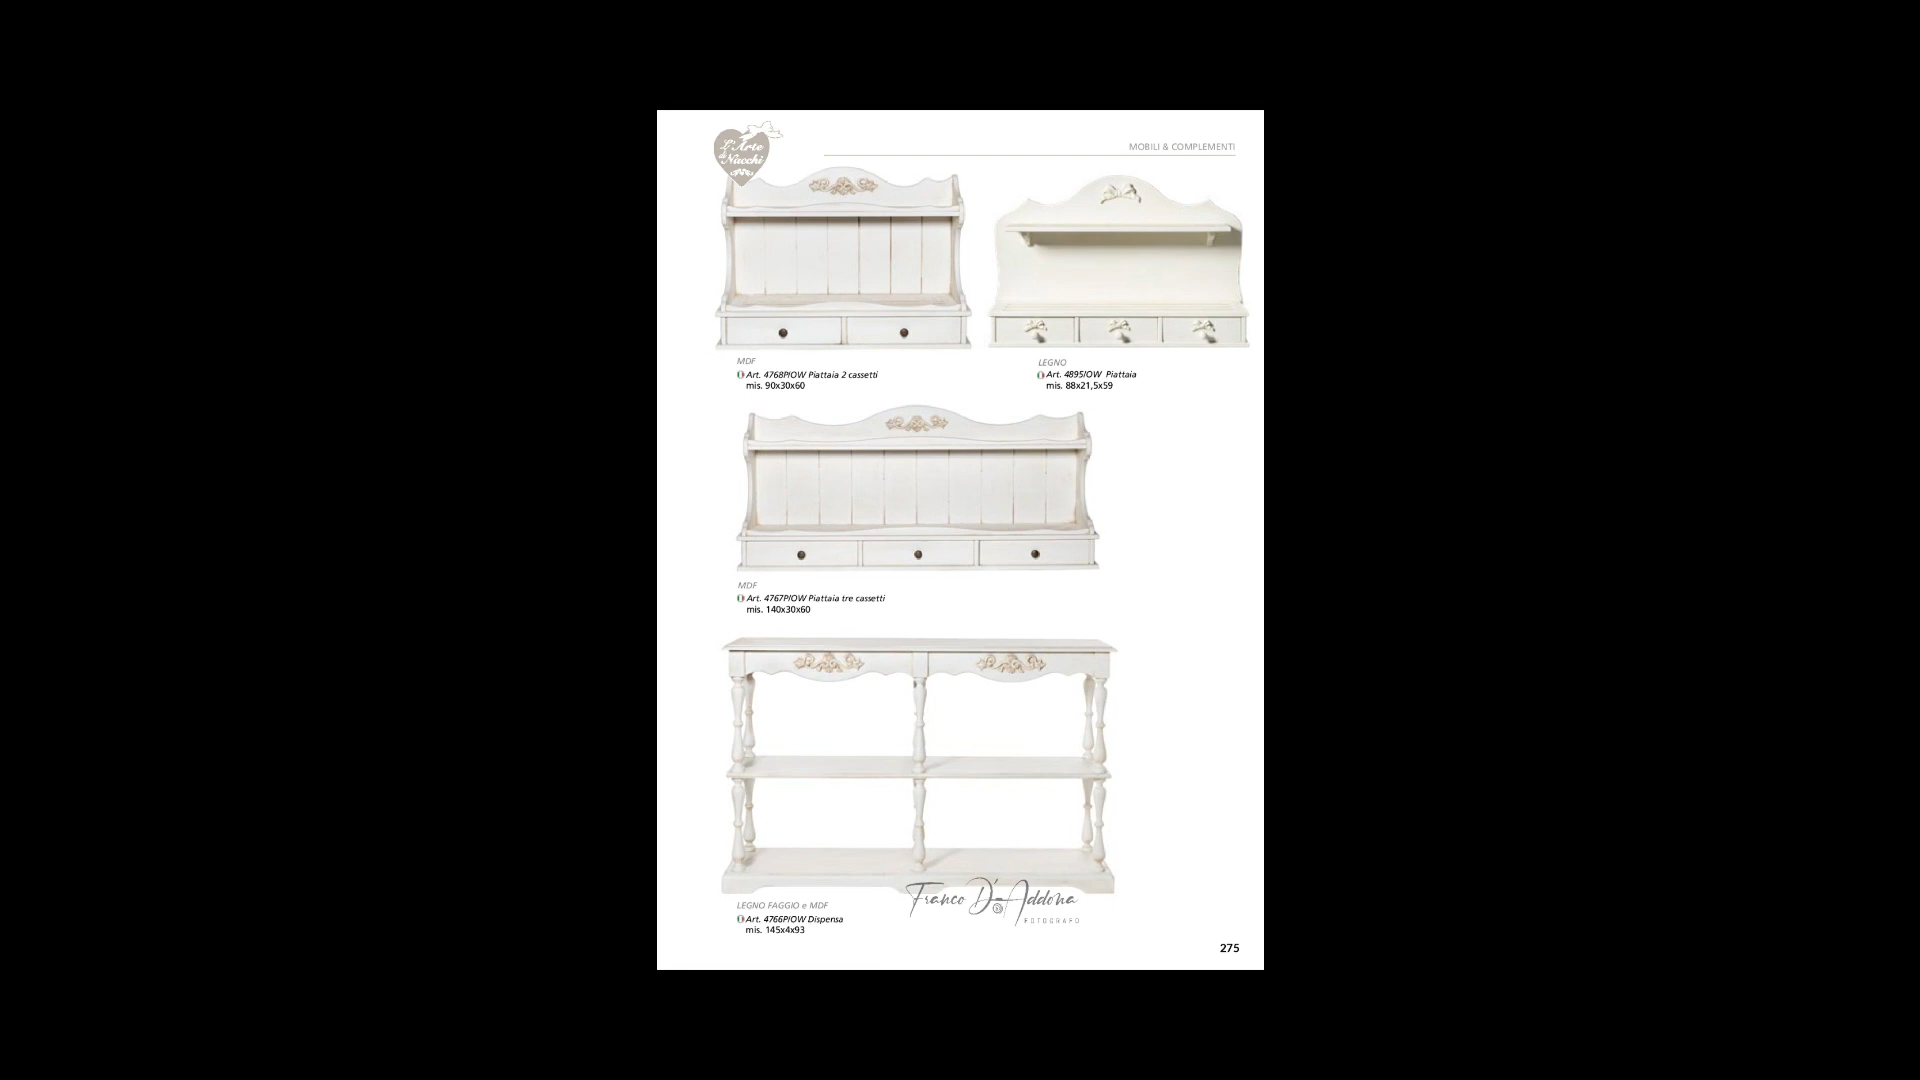 L'Arte
di Nacchi
MOBILI & COMPLEMENTI
MDF
Art. 4768P/OW Piattaia 2 cassetti
mis. 90x30x60
LEGNO
Art. 4895/OW Piattaia
mis. 88x21,5x59
MDF
Art. 4767P/OW Piattaia tre cassetti
mis. 140x30x60
LEGNO FAGGIO e MDF
Art. 4766P/OW Dispensa
mis. 145x4x93
Franco D'Addona
FOTOGRAFO
275